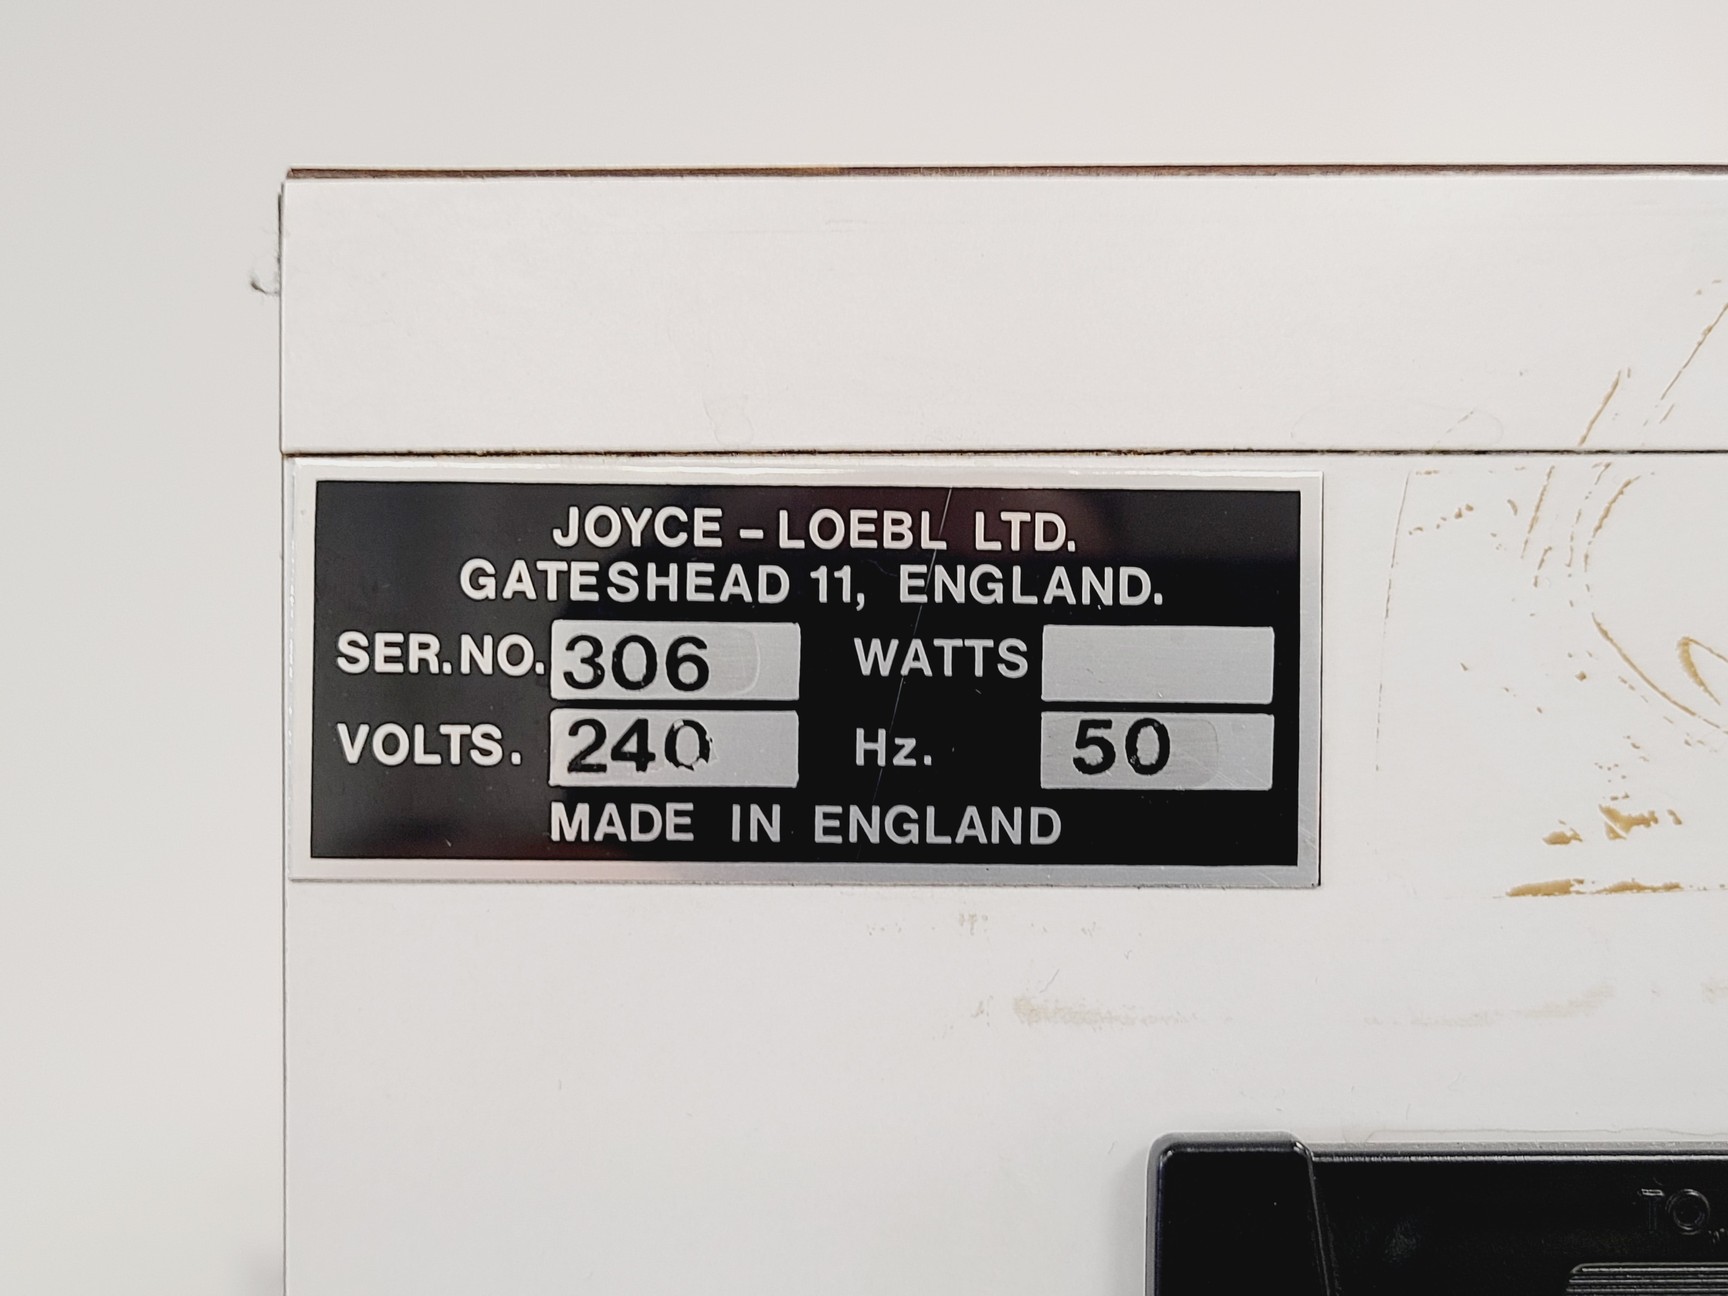 JOYCE - LOEBL LTD.
GATESHEAD 11, ENGLAND.
SER.NO. 306 WATTS
VOLTS. 240 Hz. 50
MADE IN ENGLAND